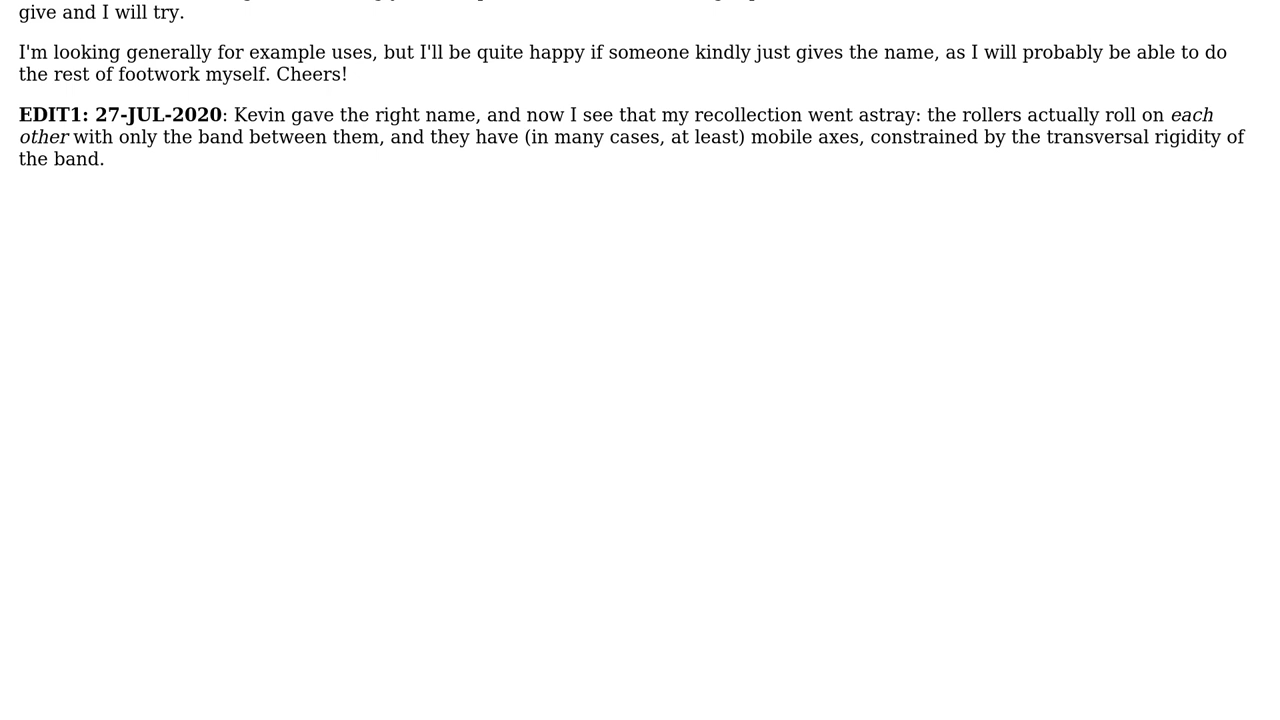 give and I will try.
I'm looking generally for example uses, but I'll be quite happy if someone kindly just gives the name, as I will probably be able to do
the rest of footwork myself. Cheers!
EDIT1: 27-JUL-2020: Kevin gave the right name, and now I see that my recollection went astray: the rollers actually roll on each
other with only the band between them, and they have (in many cases, at least) mobile axes, constrained by the transversal rigidity of
the band.